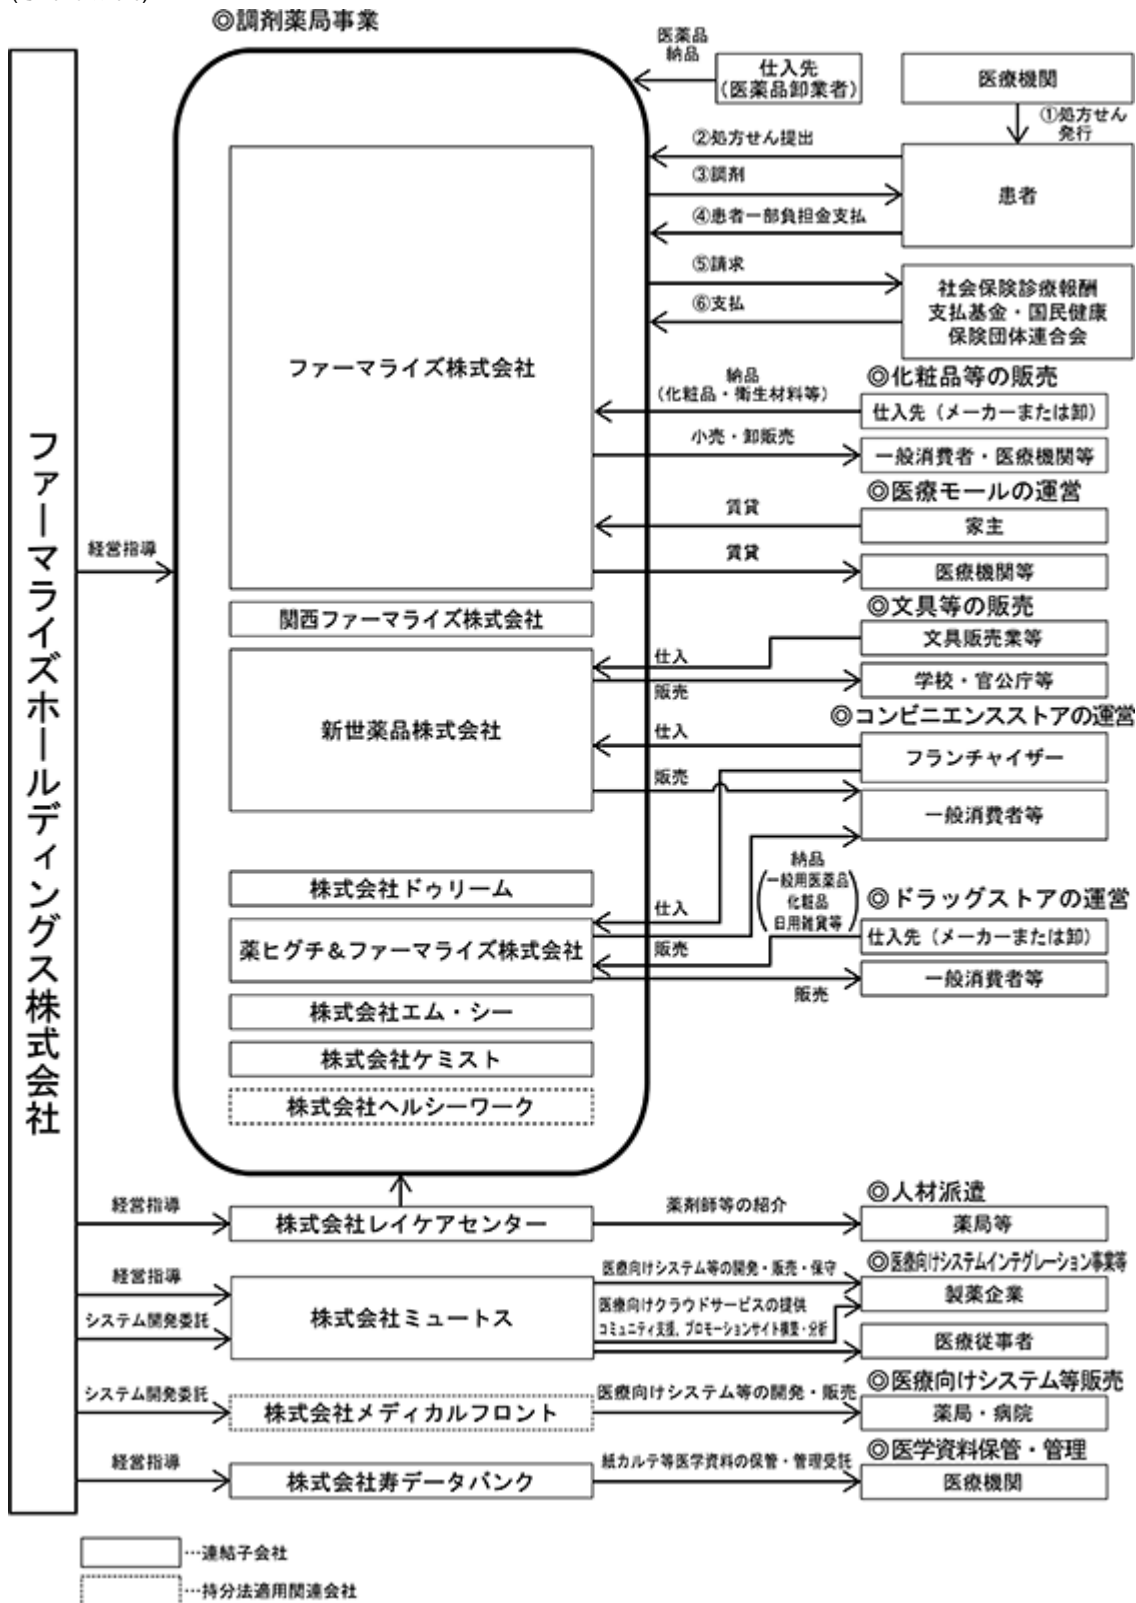 ◎調剤薬局事業
医薬品
納品
仕入先
(医薬品卸業者)
医療機関
①処方せん
発行
②処方せん提出
③調剤
④患者一部負担金支払
患者
⑤請求
⑥支払
社会保険診療報酬
支払基金・国民健康
保険団体連合会
ファーマライズ株式会社
◎化粧品等の販売
納品
(化粧品・衛生材料等)
仕入先（メーカーまたは卸）
小売・卸販売
一般消費者・医療機関等
◎医療モールの運営
賃貸
家主
賃貸
医療機関等
ファーマライズホールディングス株式会社
経営指導
関西ファーマライズ株式会社
◎文具等の販売
文具販売業等
仕入
販売
学校・官公庁等
新世薬品株式会社
◎コンビニエンスストアの運営
仕入
フランチャイザー
販売
一般消費者等
株式会社ドゥリーム
納品
一般用医薬品
化粧品
日用雑貨等
◎ドラッグストアの運営
仕入
薬ヒグチ＆ファーマライズ株式会社
販売
仕入先（メーカーまたは卸）
一般消費者等
販売
株式会社エム・シー
株式会社ケミスト
株式会社ヘルシーワーク
◎人材派遣
経営指導
株式会社レイケアセンター
薬剤師等の紹介
薬局等
◎医療向けシステムインテグレーション事業等
経営指導
システム開発委託
株式会社ミュートス
医療向けシステム等の開発・販売・保守
医療向けクラウドサービスの提供
コミュニティ支援、プロモーションサイト構築・分析
製薬企業
医療従事者
◎医療向けシステム等販売
システム開発委託
株式会社メディカルフロント
医療向けシステム等の開発・販売
薬局・病院
◎医学資料保管・管理
経営指導
株式会社寿データバンク
紙カルテ等医学資料の保管・管理受託
医療機関
…連結子会社
…持分法適用関連会社